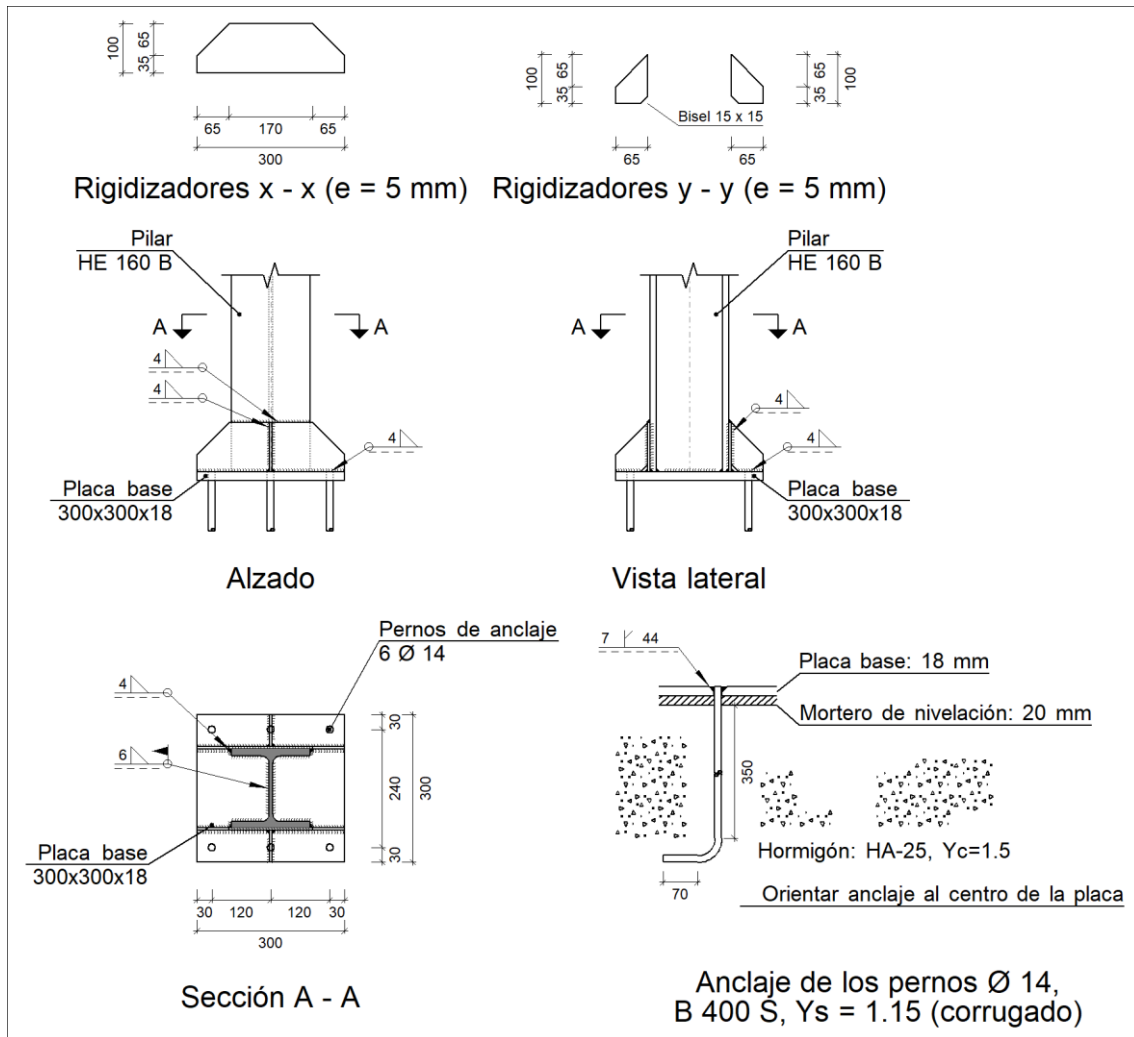 100
65
35
65
170
65
300
Rigidizadores x - x (e = 5 mm)
100
65
35
65
35
100
Bisel 15 x 15
65
65
Rigidizadores y - y (e = 5 mm)
Pilar
HE 160 B
A
A
4
4
4
Placa base
300x300x18
Alzado
Pilar
HE 160 B
A
A
4
4
Placa base
300x300x18
Vista lateral
Pernos de anclaje
6 Ø 14
4
6
30
240
30
300
Placa base
300x300x18
30
120
120
30
300
Sección A - A
7
44
Placa base: 18 mm
Mortero de nivelación: 20 mm
350
Hormigón: HA-25, Yc=1.5
70
Orientar anclaje al centro de la placa
Anclaje de los pernos Ø 14,
B 400 S, Ys = 1.15 (corrugado)